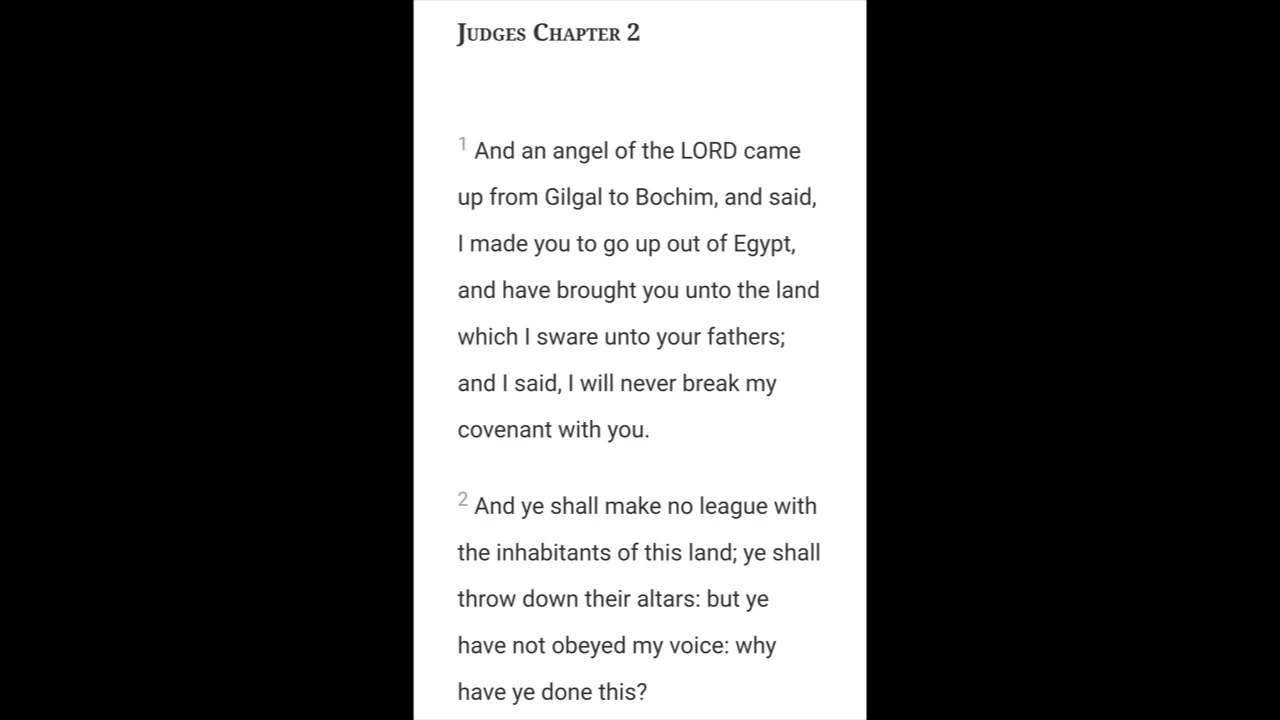 Judges Chapter 2
1 And an angel of the LORD came
up from Gilgal to Bochim, and said,
I made you to go up out of Egypt,
and have brought you unto the land
which I sware unto your fathers;
and I said, I will never break my
covenant with you.
2 And ye shall make no league with
the inhabitants of this land; ye shall
throw down their altars: but ye
have not obeyed my voice: why
have ye done this?